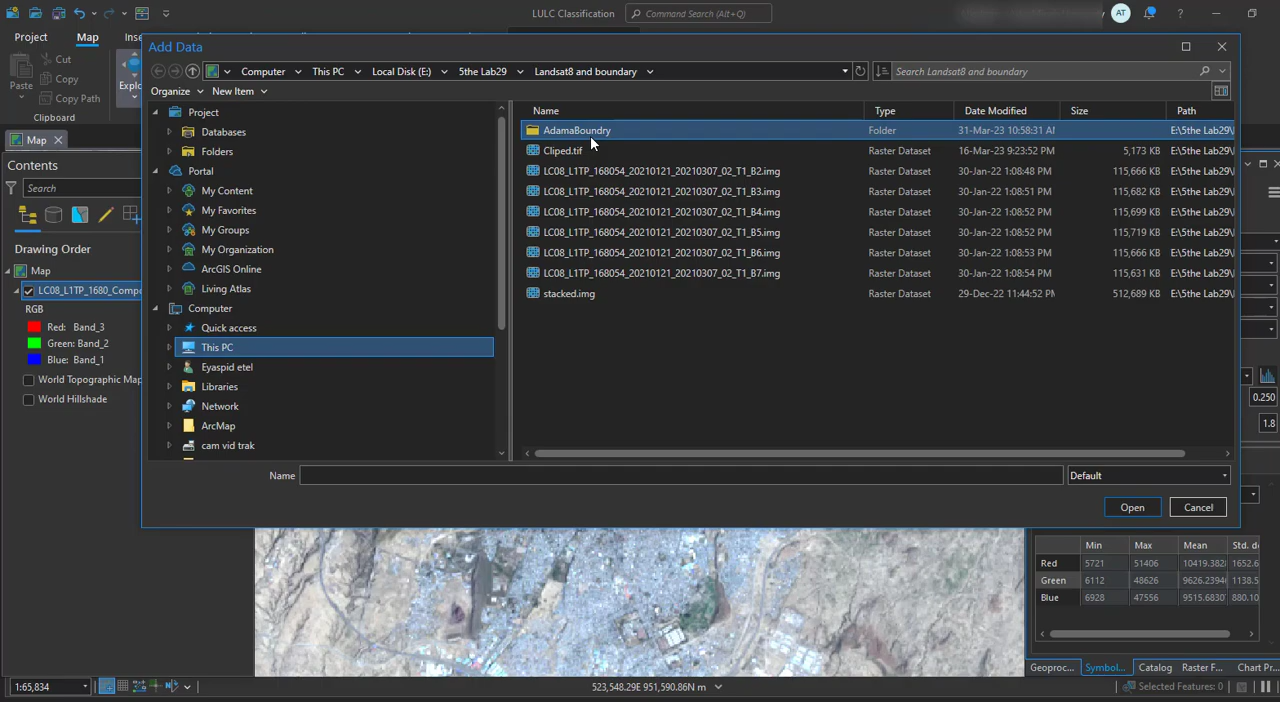 LULC Classification
Command Search (Alt+Q)
AT
Project
Map
Paste
Cut
Copy
Copy Path
Clipboard
Map
Contents
Search
Drawing Order
Map
LC08_L1TP_1680_Compo
RGB
Red: Band_3
Green: Band_2
Blue: Band_1
World Topographic Map
World Hillshade
Add Data
Computer
This PC
Local Disk (E:)
5the Lab29
Landsat8 and boundary
Search Landsat8 and boundary
Organize
New Item
Project
Databases
Folders
Portal
My Content
My Favorites
My Groups
My Organization
ArcGIS Online
Living Atlas
Computer
Quick access
This PC
Eyaspid etel
Libraries
Network
ArcMap
cam vid trak
Name Type Date Modified Size Path
AdamaBoundry Folder 31-Mar-23 10:58:31 AM E:\5the Lab29\
Cliped.tif Raster Dataset 16-Mar-23 9:23:52 PM 5,173 KB E:\5the Lab29\
LC08_L1TP_168054_20210121_20210307_02_T1_B2.img Raster Dataset 30-Jan-22 1:08:48 PM 115,666 KB E:\5the Lab29\
LC08_L1TP_168054_20210121_20210307_02_T1_B3.img Raster Dataset 30-Jan-22 1:08:51 PM 115,682 KB E:\5the Lab29\
LC08_L1TP_168054_20210121_20210307_02_T1_B4.img Raster Dataset 30-Jan-22 1:08:52 PM 115,699 KB E:\5the Lab29\
LC08_L1TP_168054_20210121_20210307_02_T1_B5.img Raster Dataset 30-Jan-22 1:08:52 PM 115,719 KB E:\5the Lab29\
LC08_L1TP_168054_20210121_20210307_02_T1_B6.img Raster Dataset 30-Jan-22 1:08:53 PM 115,666 KB E:\5the Lab29\
LC08_L1TP_168054_20210121_20210307_02_T1_B7.img Raster Dataset 30-Jan-22 1:08:54 PM 115,631 KB E:\5the Lab29\
stacked.img Raster Dataset 29-Dec-22 11:44:52 PM 512,689 KB E:\5the Lab29\
Name
Default
Open
Cancel
0.250
1.8
Min Max Mean Std. de
Red 5721 51406 10419.3828 1652.6
Green 6112 48626 9626.2394 1138.5
Blue 6928 47556 9515.6830 880.10
Geoproc... Symbol... Catalog Raster F... Chart Pr...
1:65,834
523,548.29E 951,590.86N m
Selected Features: 0